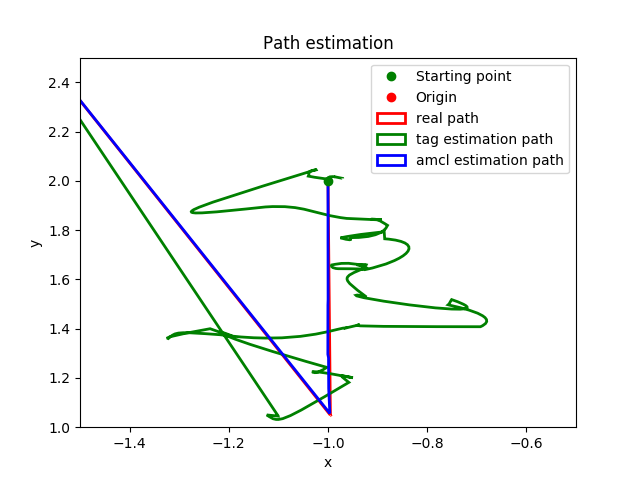 Path estimation
Starting point
Origin
real path
tag estimation path
amcl estimation path
y
2.4
2.2
2.0
1.8
1.6
1.4
1.2
1.0
−1.4
−1.2
−1.0
−0.8
−0.6
x